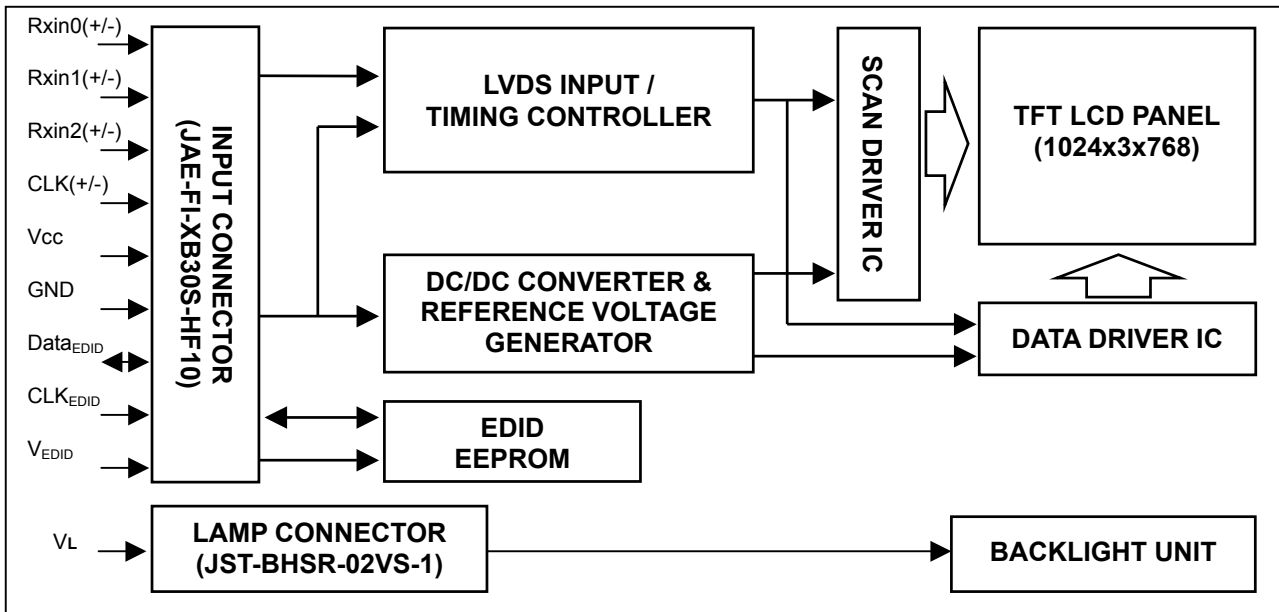 Rxin0(+/-)
Rxin1(+/-)
Rxin2(+/-)
CLK(+/-)
Vcc
GND
DataEDID
CLKEDID
VEDID
VL
INPUT CONNECTOR
(JAE-FI-XB30S-HF10)
LVDS INPUT /
TIMING CONTROLLER
DC/DC CONVERTER &
REFERENCE VOLTAGE
GENERATOR
EDID
EEPROM
LAMP CONNECTOR
(JST-BHSR-02VS-1)
SCAN DRIVER IC
TFT LCD PANEL
(1024x3x768)
DATA DRIVER IC
BACKLIGHT UNIT